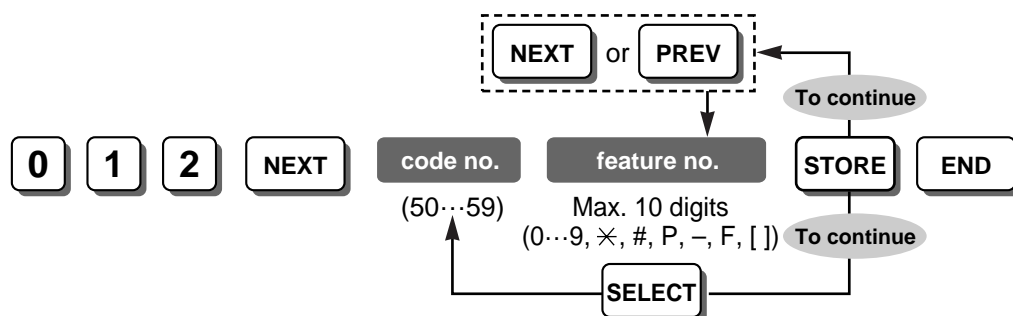 NEXT or PREV
To continue
0 1 2 NEXT code no. feature no. STORE END
(50⋯59) Max. 10 digits
(0⋯9, ✳, #, P, –, F, [ ]) To continue
SELECT